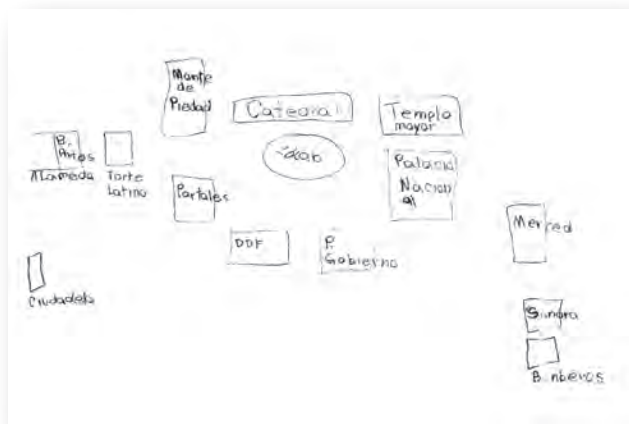 Monte
de
Piedad
Catedral
Templo
mayor
B.
Artes
Alameda
Torre
Latino
Portales
Palacio
Nacion
al
Merced
DDF
P.
Gobierno
Ciudadela
Sonora
Bomberos